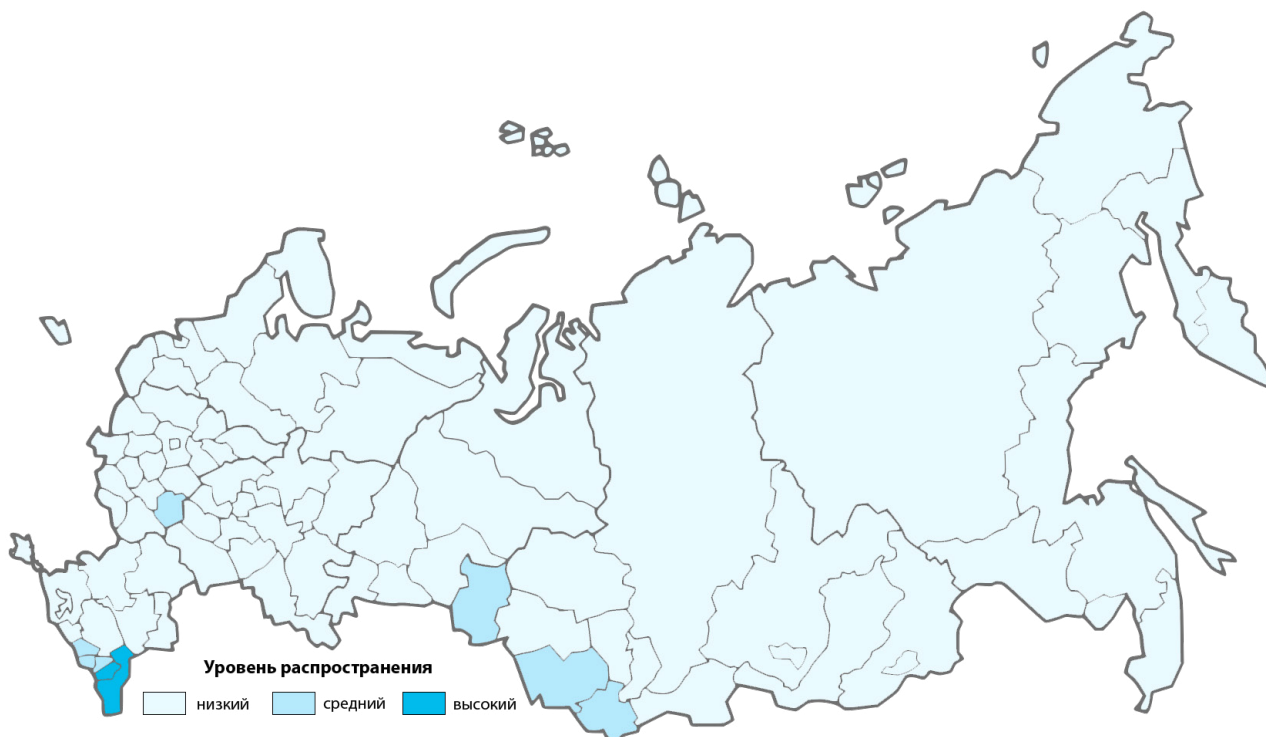 Уровень распространения
низкий средний высокий